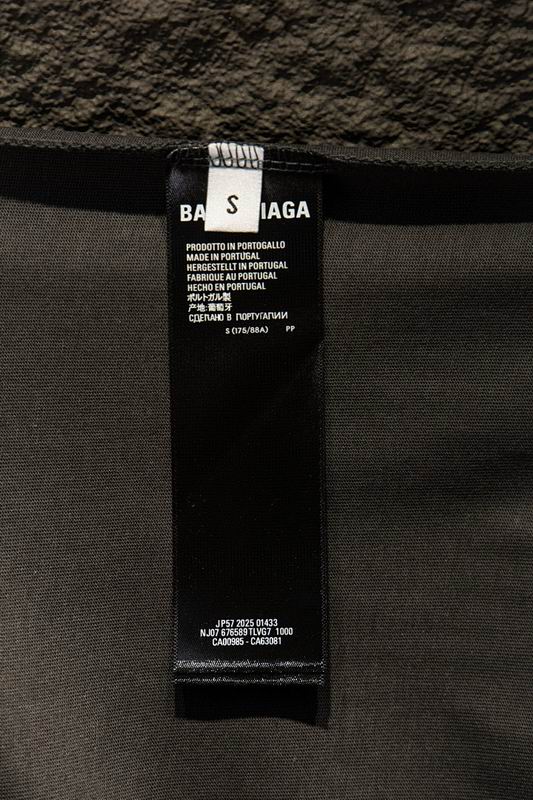 S
BA IAGA
PRODOTTO IN PORTOGALLO
MADE IN PORTUGAL
HERGESTELLT IN PORTUGAL
FABRIQUE AU PORTUGAL
HECHO EN PORTUGAL
ポルトガル製
产地:葡萄牙
СДЕЛАНО В ПОРТУГАЛИИ
S (175/88A) PP
JP57 2025 01433
NJ07 676589TLVG7 1000
CA00985 - CA63081